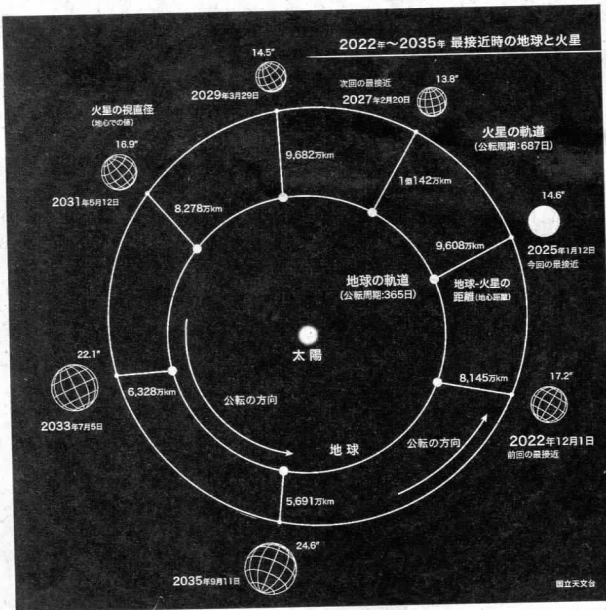 2022年～2035年 最接近時の地球と火星
14.5"
2029年3月29日
次回の最接近
13.8"
2027年2月20日
火星の視直径
(地心での値)
火星の軌道
(公転周期:687日)
16.9"
2031年5月12日
9,682万km
1億142万km
8,278万km
14.6"
9,608万km
2025年1月12日
今回の最接近
地球の軌道
(公転周期:365日)
地球-火星の
距離(地心距離)
太陽
22.1"
2033年7月5日
6,328万km
8,145万km
17.2"
2022年12月1日
前回の最接近
公転の方向
地球
公転の方向
5,691万km
24.6"
2035年9月11日
国立天文台